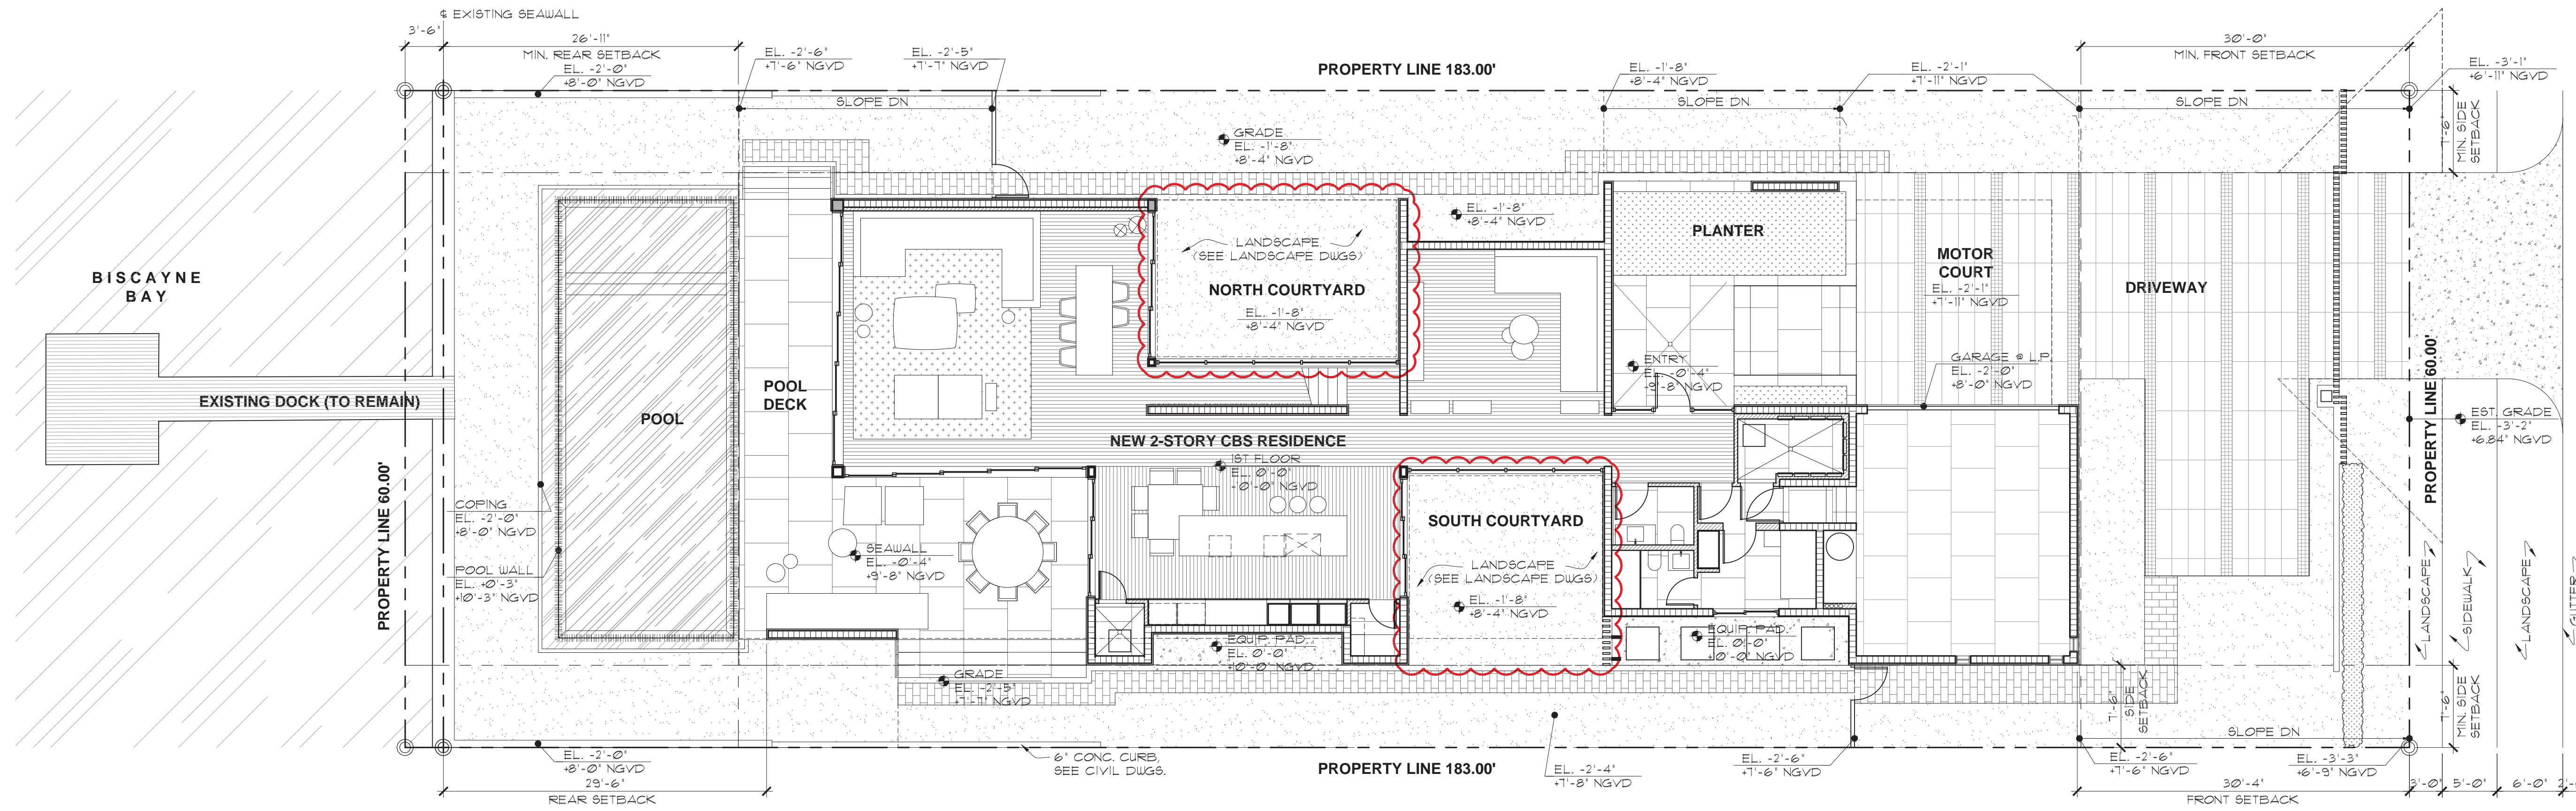 ℄ EXISTING SEAWALL
3'-6"
26'-11"
MIN. REAR SETBACK
EL. -2'-0"
+8'-0" NGVD
EL. -2'-6"
+7'-6" NGVD
EL. -2'-5"
+7'-7" NGVD
PROPERTY LINE 183.00'
EL. -1'-8"
+8'-4" NGVD
EL. -2'-1"
+7'-11" NGVD
30'-0"
MIN. FRONT SETBACK
EL. -3'-1"
+6'-11" NGVD
SLOPE DN
SLOPE DN
SLOPE DN
7'-6"
MIN. SIDE
SETBACK
GRADE
EL. -1'-8"
+8'-4" NGVD
EL. -1'-8"
+8'-4" NGVD
LANDSCAPE
(SEE LANDSCAPE DWGS)
NORTH COURTYARD
EL. -1'-8"
+8'-4" NGVD
PLANTER
MOTOR
COURT
EL. -2'-1"
+7'-11" NGVD
DRIVEWAY
BISCAYNE
BAY
EXISTING DOCK (TO REMAIN)
POOL
POOL
DECK
ENTRY
EL. -0'-4"
+9'-8" NGVD
GARAGE @ L.P.
EL. -2'-0"
+8'-0" NGVD
PROPERTY LINE 60.00'
EST. GRADE
EL. -3'-2"
+6.84" NGVD
NEW 2-STORY CBS RESIDENCE
1ST FLOOR
EL. 0'-0"
+10'-0" NGVD
PROPERTY LINE 60.00'
COPING
EL. -2'-0"
+8'-0" NGVD
POOL WALL
EL. +0'-3"
+10'-3" NGVD
SEAWALL
EL. -0'-4"
+9'-8" NGVD
SOUTH COURTYARD
LANDSCAPE
(SEE LANDSCAPE DWGS)
EL. -1'-8"
+8'-4" NGVD
EQUIP. PAD.
EL. 0'-0"
+10'-0" NGVD
EQUIP. PAD.
EL. 0'-0"
+10'-0" NGVD
GRADE
EL. -2'-5"
+7'-7" NGVD
LANDSCAPE
SIDEWALK
LANDSCAPE
GUTTER
7'-6"
SIDE
SETBACK
7'-6"
MIN. SIDE
SETBACK
SLOPE DN
EL. -2'-0"
+8'-0" NGVD
29'-6"
REAR SETBACK
6" CONC. CURB,
SEE CIVIL DWGS.
PROPERTY LINE 183.00'
EL. -2'-4"
+7'-8" NGVD
EL. -2'-6"
+7'-6" NGVD
EL. -2'-6"
+7'-6" NGVD
EL. -3'-3"
+6'-9" NGVD
30'-4"
FRONT SETBACK
3'-0"
5'-0"
6'-0"